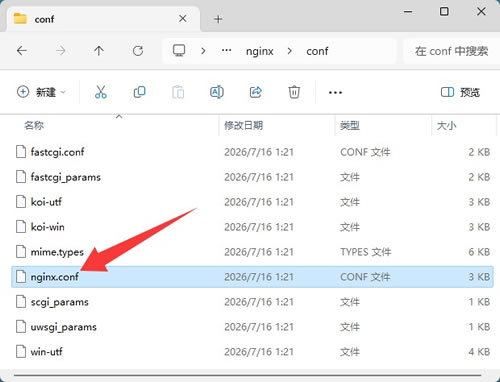 conf
nginx
conf
在 conf 中搜索
新建
预览
名称 修改日期 类型 大小
fastcgi.conf 2026/7/16 1:21 CONF 文件 2 KB
fastcgi_params 2026/7/16 1:21 文件 2 KB
koi-utf 2026/7/16 1:21 文件 3 KB
koi-win 2026/7/16 1:21 文件 3 KB
mime.types 2026/7/16 1:21 TYPES 文件 6 KB
nginx.conf 2026/7/16 1:21 CONF 文件 3 KB
scgi_params 2026/7/16 1:21 文件 1 KB
uwsgi_params 2026/7/16 1:21 文件 1 KB
win-utf 2026/7/16 1:21 文件 4 KB